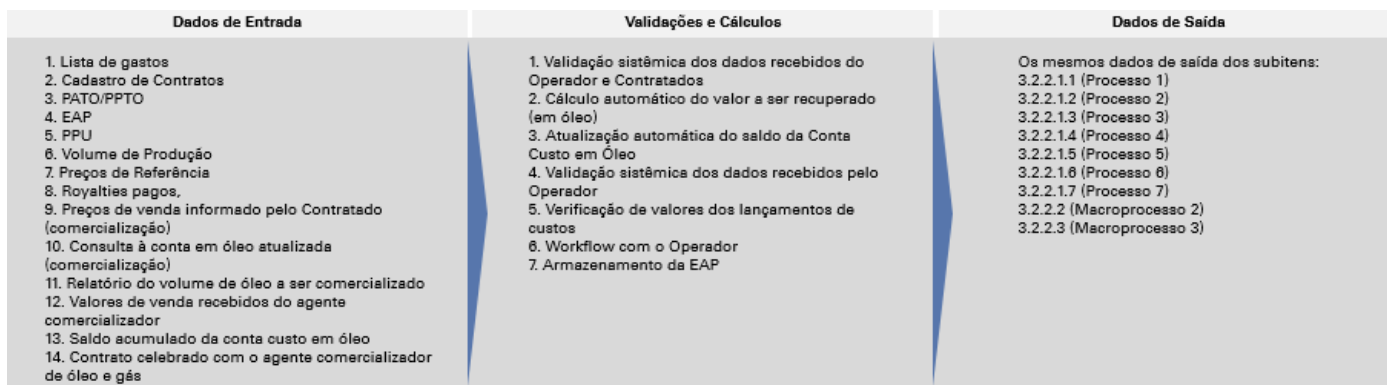 Dados de Entrada
1. Lista de gastos
2. Cadastro de Contratos
3. PATO/PPTO
4. EAP
5. PPU
6. Volume de Produção
7. Preços de Referência
8. Royalties pagos,
9. Preços de venda informado pelo Contratado
(comercialização)
10. Consulta à conta em óleo atualizada
(comercialização)
11. Relatório do volume de óleo a ser comercializado
12. Valores de venda recebidos do agente
comercializador
13. Saldo acumulado da conta custo em óleo
14. Contrato celebrado com o agente comercializador
de óleo e gás
Validações e Cálculos
1. Validação sistêmica dos dados recebidos do
Operador e Contratados
2. Cálculo automático do valor a ser recuperado
(em óleo)
3. Atualização automática do saldo da Conta
Custo em Óleo
4. Validação sistêmica dos dados recebidos pelo
Operador
5. Verificação de valores dos lançamentos de
custos
6. Workflow com o Operador
7. Armazenamento da EAP
Dados de Saída
Os mesmos dados de saída dos subitens:
3.2.2.1.1 (Processo 1)
3.2.2.1.2 (Processo 2)
3.2.2.1.3 (Processo 3)
3.2.2.1.4 (Processo 4)
3.2.2.1.5 (Processo 5)
3.2.2.1.6 (Processo 6)
3.2.2.1.7 (Processo 7)
3.2.2.2 (Macroprocesso 2)
3.2.2.3 (Macroprocesso 3)